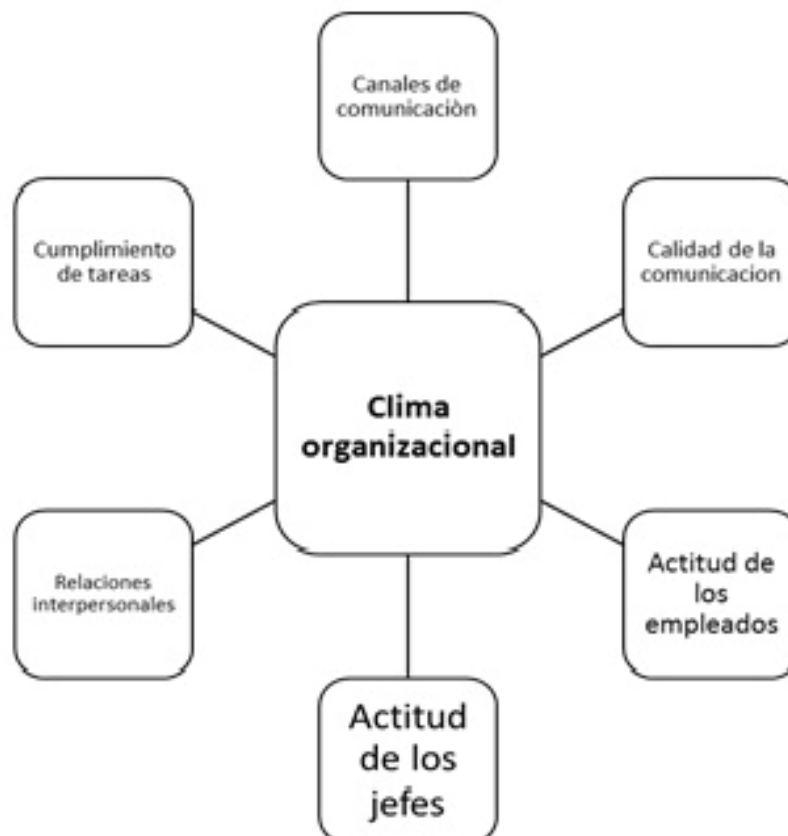 Canales de
comunicaciòn
Cumplimiento
de tareas
Calidad de la
comunicacion
Clima
organizacional
Relaciones
interpersonales
Actitud de
los
empleados
Actitud
de los
jefes